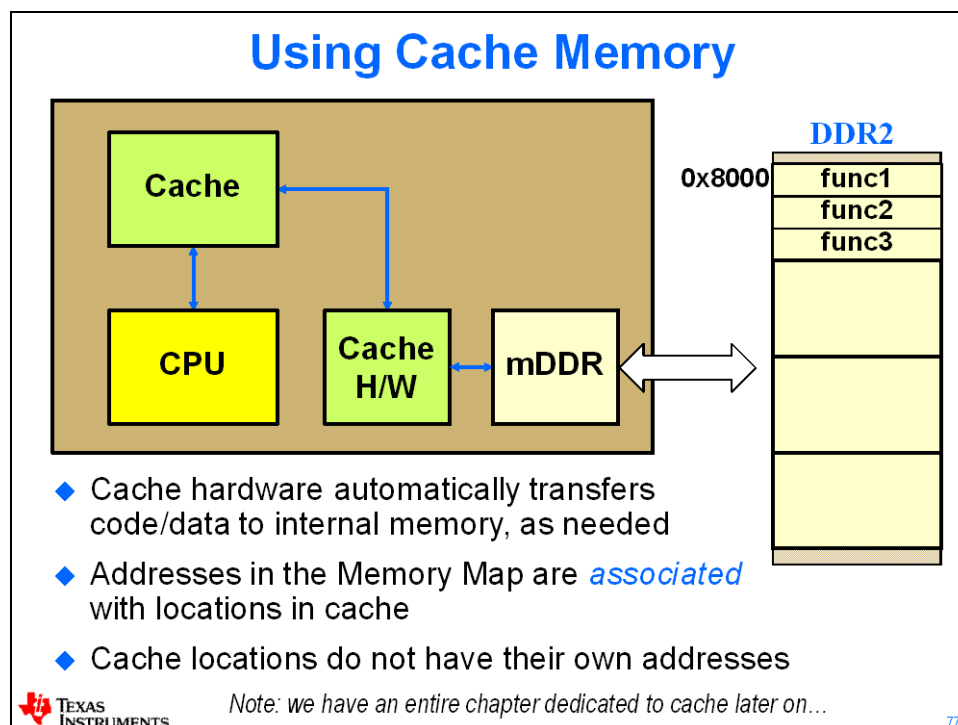 Using Cache Memory
DDR2
Cache
0x8000
func1
func2
func3
CPU
Cache
H/W
mDDR
Cache hardware automatically transfers
code/data to internal memory, as needed
Addresses in the Memory Map are associated
with locations in cache
Cache locations do not have their own addresses
TEXAS
INSTRUMENTS
Note: we have an entire chapter dedicated to cache later on...
77